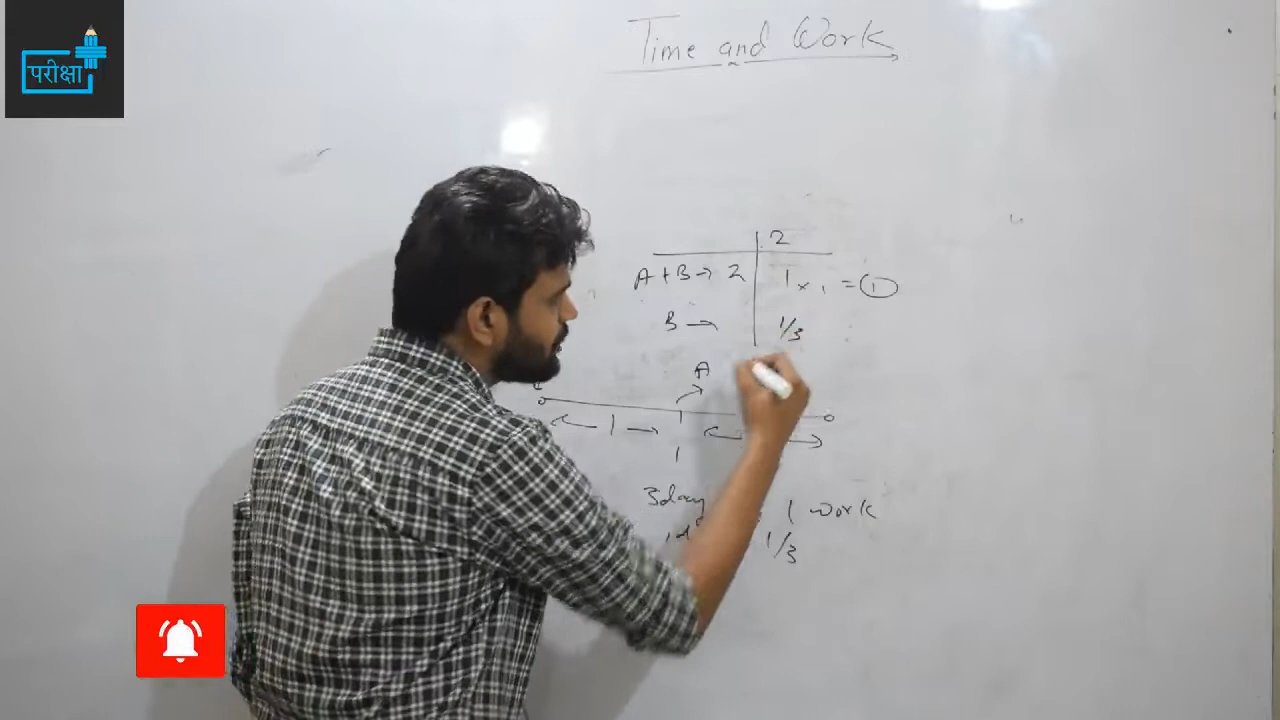 परीक्षा
Time and Work
2
A + B → 2 | 1 × 1 = 1
B → 1/3
A
1
1
3day 1 work
1/3